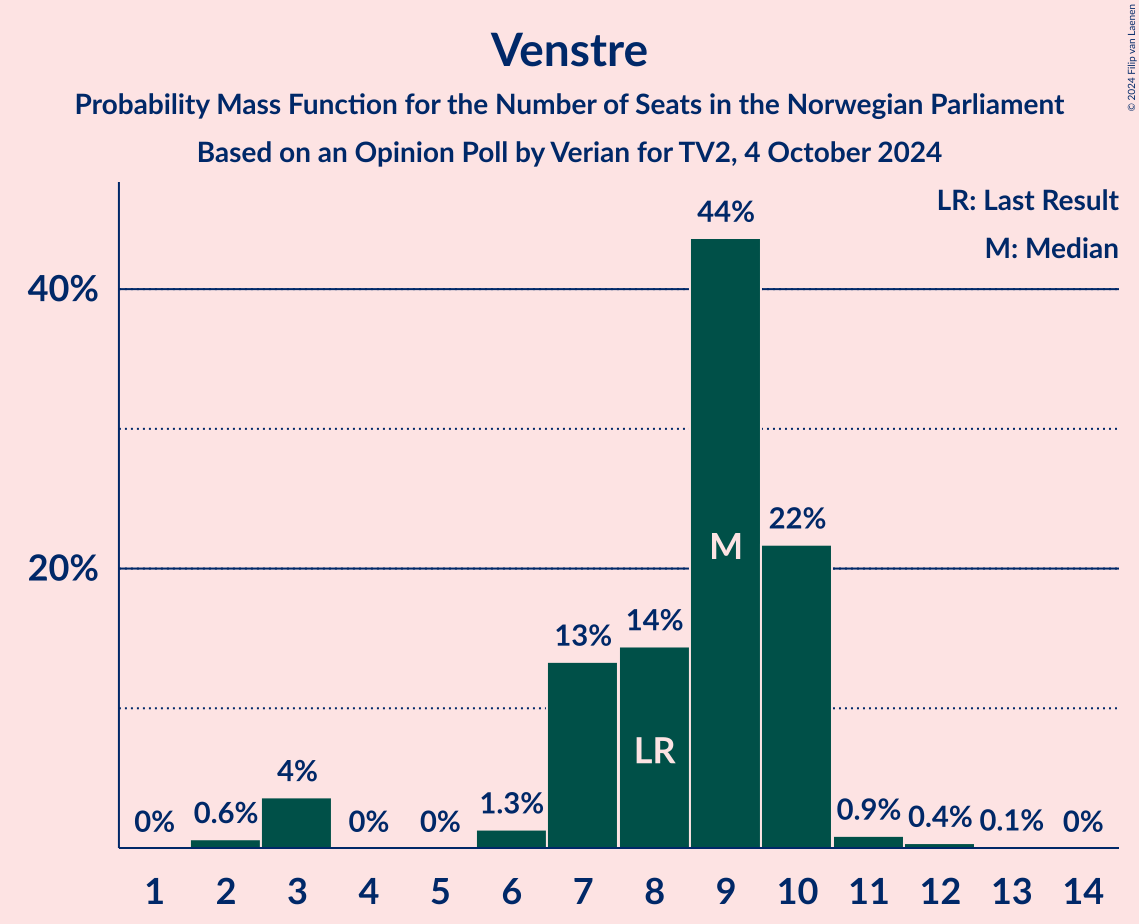 Venstre
Probability Mass Function for the Number of Seats in the Norwegian Parliament
Based on an Opinion Poll by Verian for TV2, 4 October 2024
© 2024 Filip van Laenen
LR: Last Result
M: Median
40%
20%
0%
0.6%
4%
0%
0%
1.3%
13%
14%
44%
22%
0.9%
0.4%
0.1%
0%
LR
M
1 2 3 4 5 6 7 8 9 10 11 12 13 14